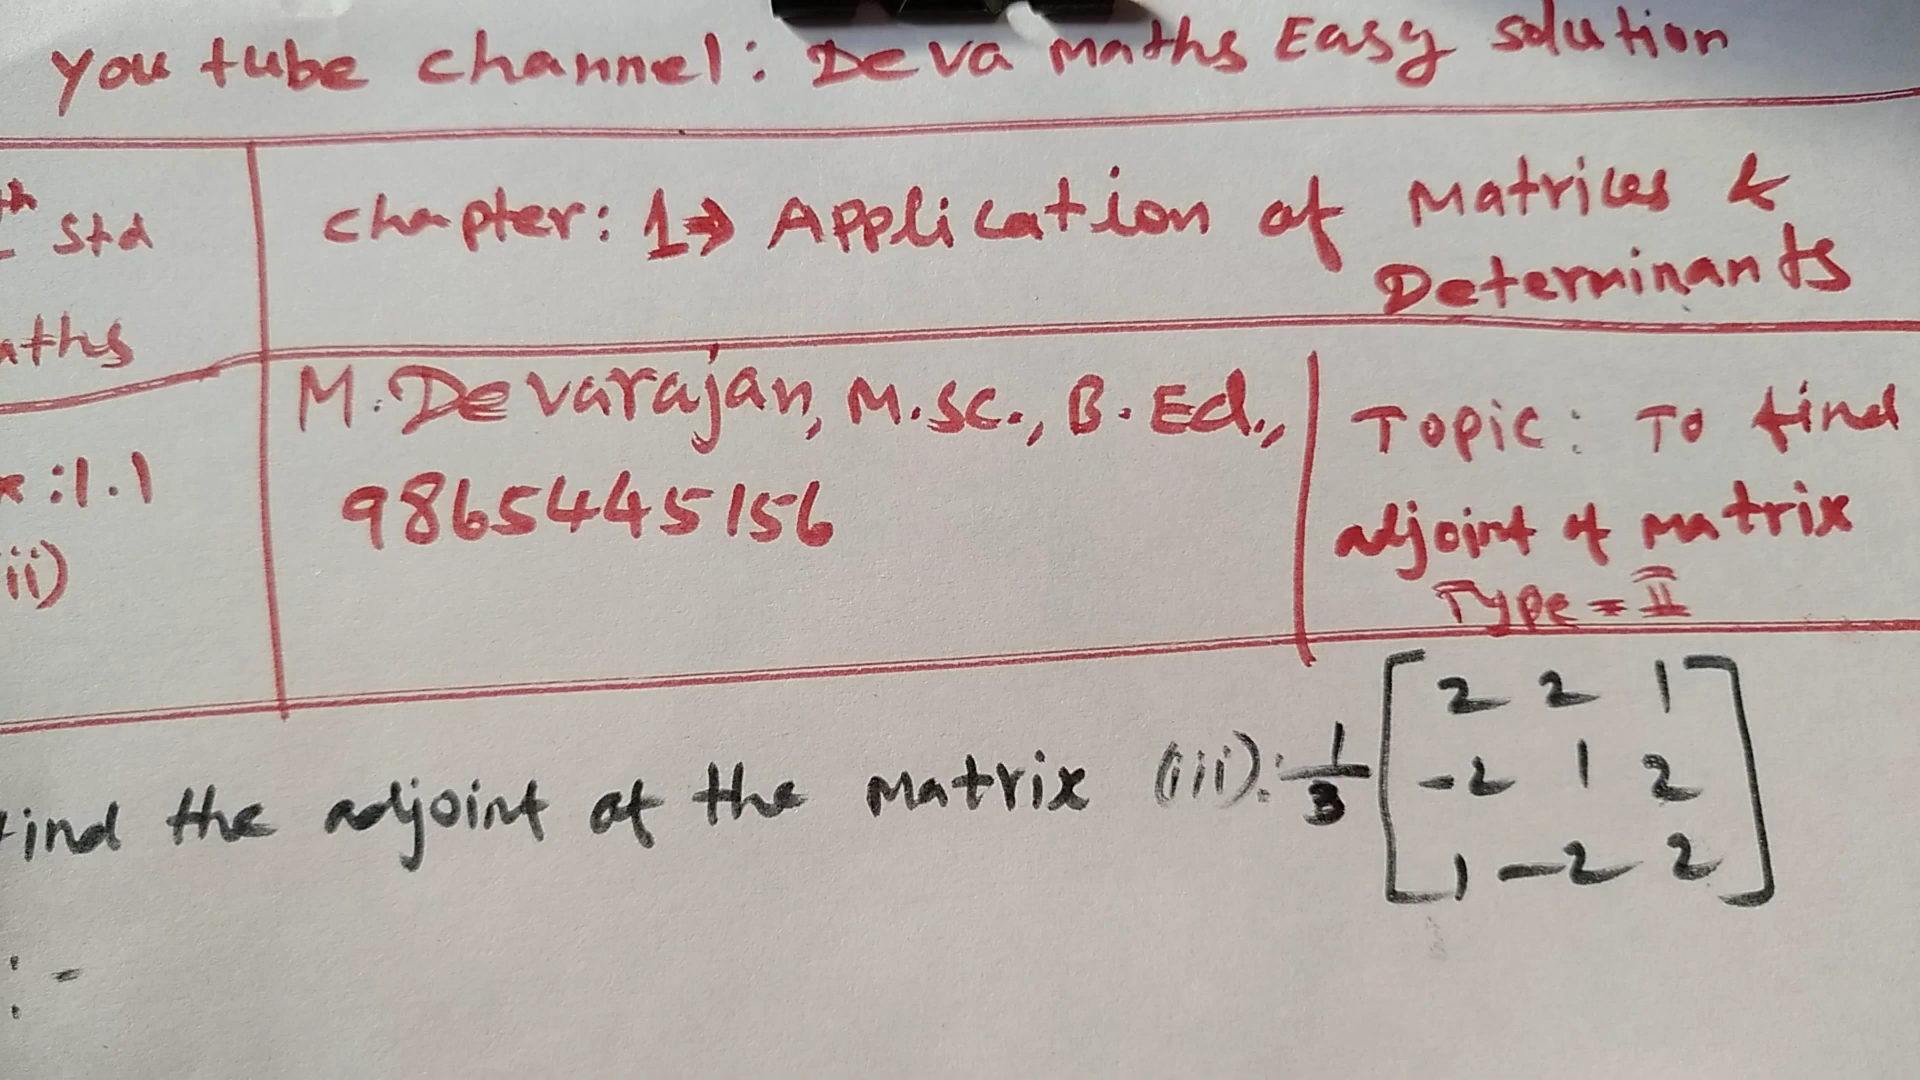 you tube channel: Deva maths Easy solution
th Std
aths
chapter: 1⇒ Application of Matrices &
Determinants
x:1.1
ii)
M. Devarajan, M.Sc., B.Ed.,
9865445156
Topic: To find
adjoint of matrix
Type = II
ind the adjoint of the matrix (iii): 1/3 [2 2 1
-2 1 2
1 -2 2]
:-